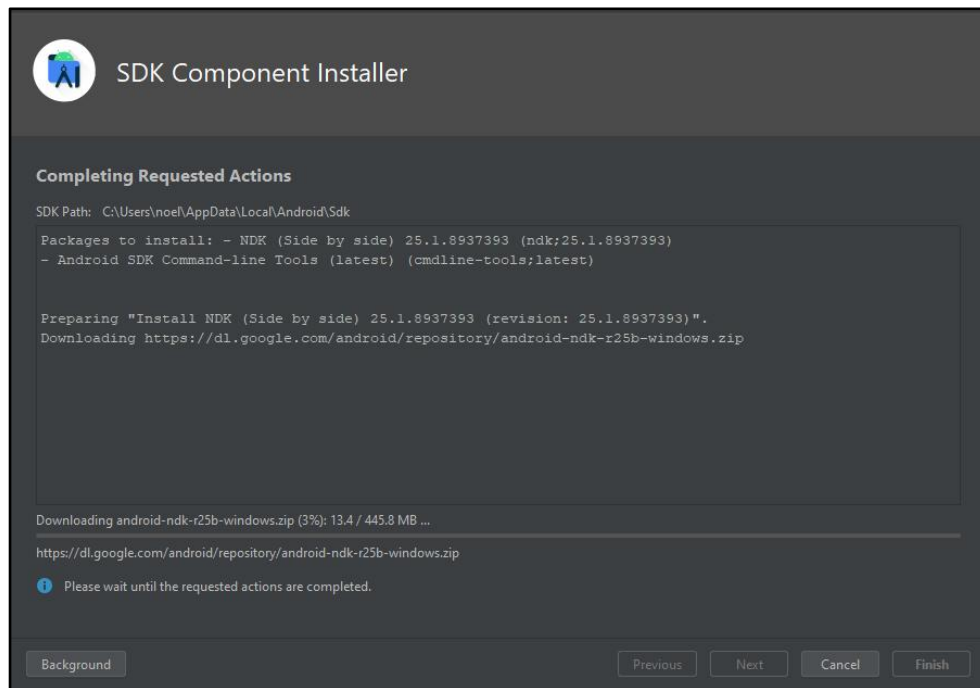 SDK Component Installer
Completing Requested Actions
SDK Path: C:\Users\noel\AppData\Local\Android\Sdk
Packages to install: - NDK (Side by side) 25.1.8937393 (ndk;25.1.8937393)
- Android SDK Command-line Tools (latest) (cmdline-tools;latest)
Preparing "Install NDK (Side by side) 25.1.8937393 (revision: 25.1.8937393)".
Downloading https://dl.google.com/android/repository/android-ndk-r25b-windows.zip
Downloading android-ndk-r25b-windows.zip (3%): 13.4 / 445.8 MB ...
https://dl.google.com/android/repository/android-ndk-r25b-windows.zip
Please wait until the requested actions are completed.
Background Previous Next Cancel Finish